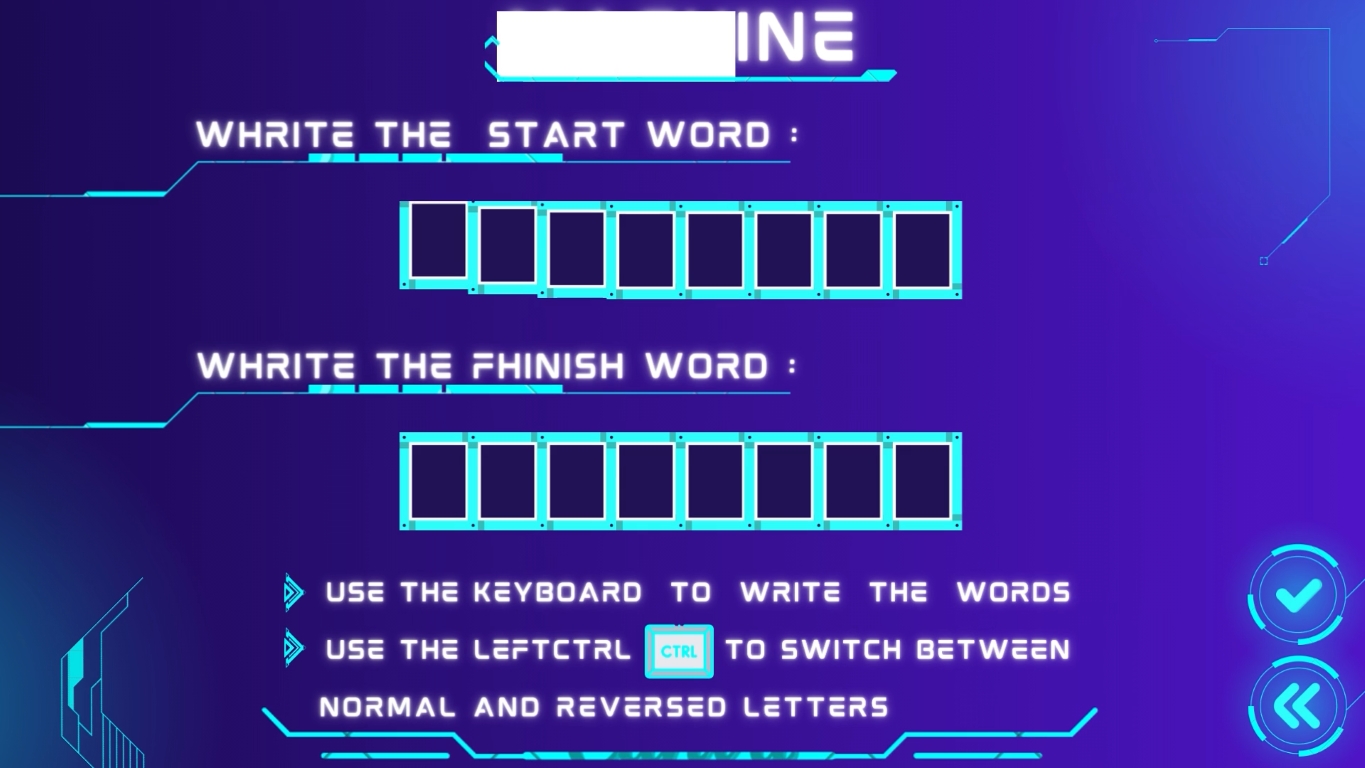 WHRITE THE START WORD :
WHRITE THE FHINISH WORD :
USE THE KEYBOARD TO WRITE THE WORDS
USE THE LEFTCTRL CTRL TO SWITCH BETWEEN
NORMAL AND REVERSED LETTERS